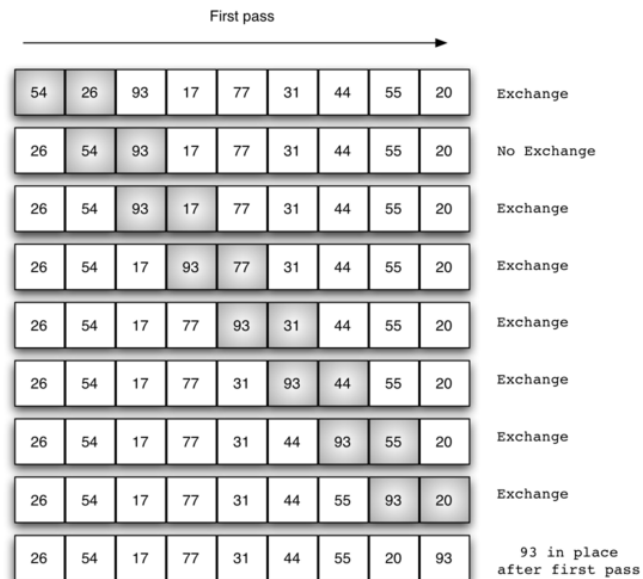 First pass
54 26 93 17 77 31 44 55 20 Exchange
26 54 93 17 77 31 44 55 20 No Exchange
26 54 93 17 77 31 44 55 20 Exchange
26 54 17 93 77 31 44 55 20 Exchange
26 54 17 77 93 31 44 55 20 Exchange
26 54 17 77 31 93 44 55 20 Exchange
26 54 17 77 31 44 93 55 20 Exchange
26 54 17 77 31 44 55 93 20 Exchange
26 54 17 77 31 44 55 20 93 93 in place
after first pass